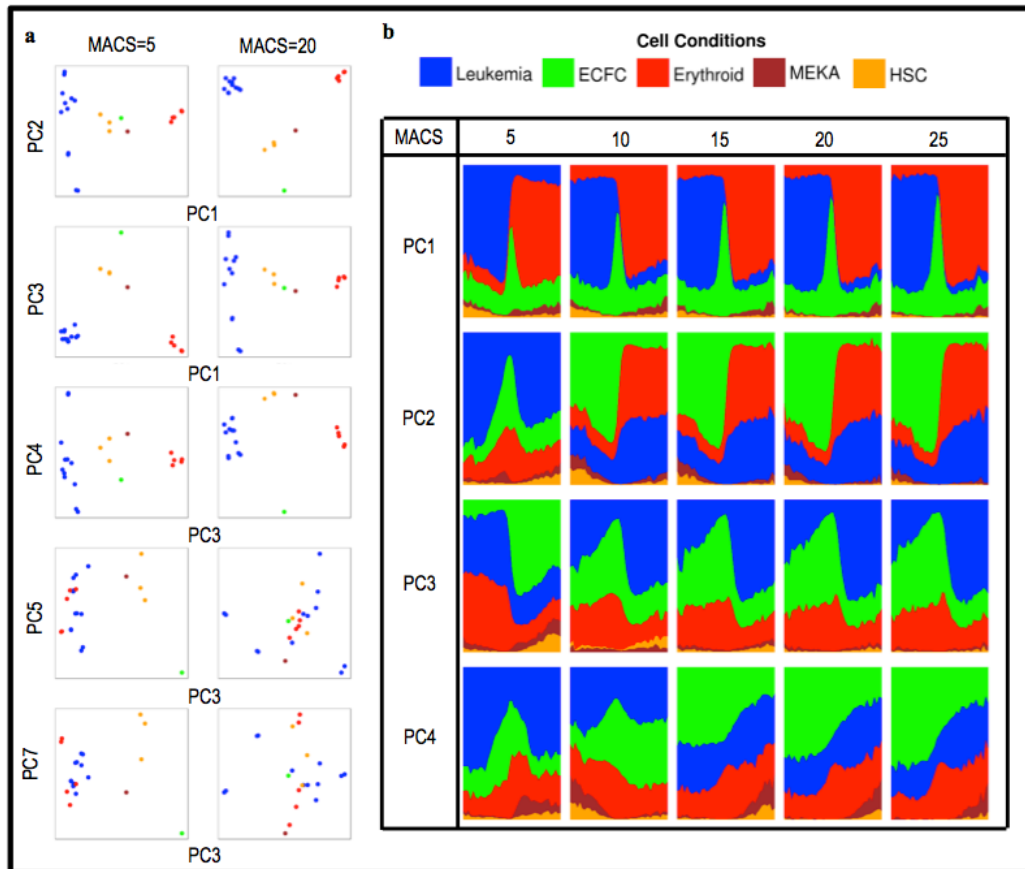 a
MACS=5 MACS=20
PC2
PC1
PC3
PC1
PC4
PC3
PC5
PC3
PC7
PC3
b
Cell Conditions
Leukemia ECFC Erythroid MEKA HSC
MACS 5 10 15 20 25
PC1
PC2
PC3
PC4